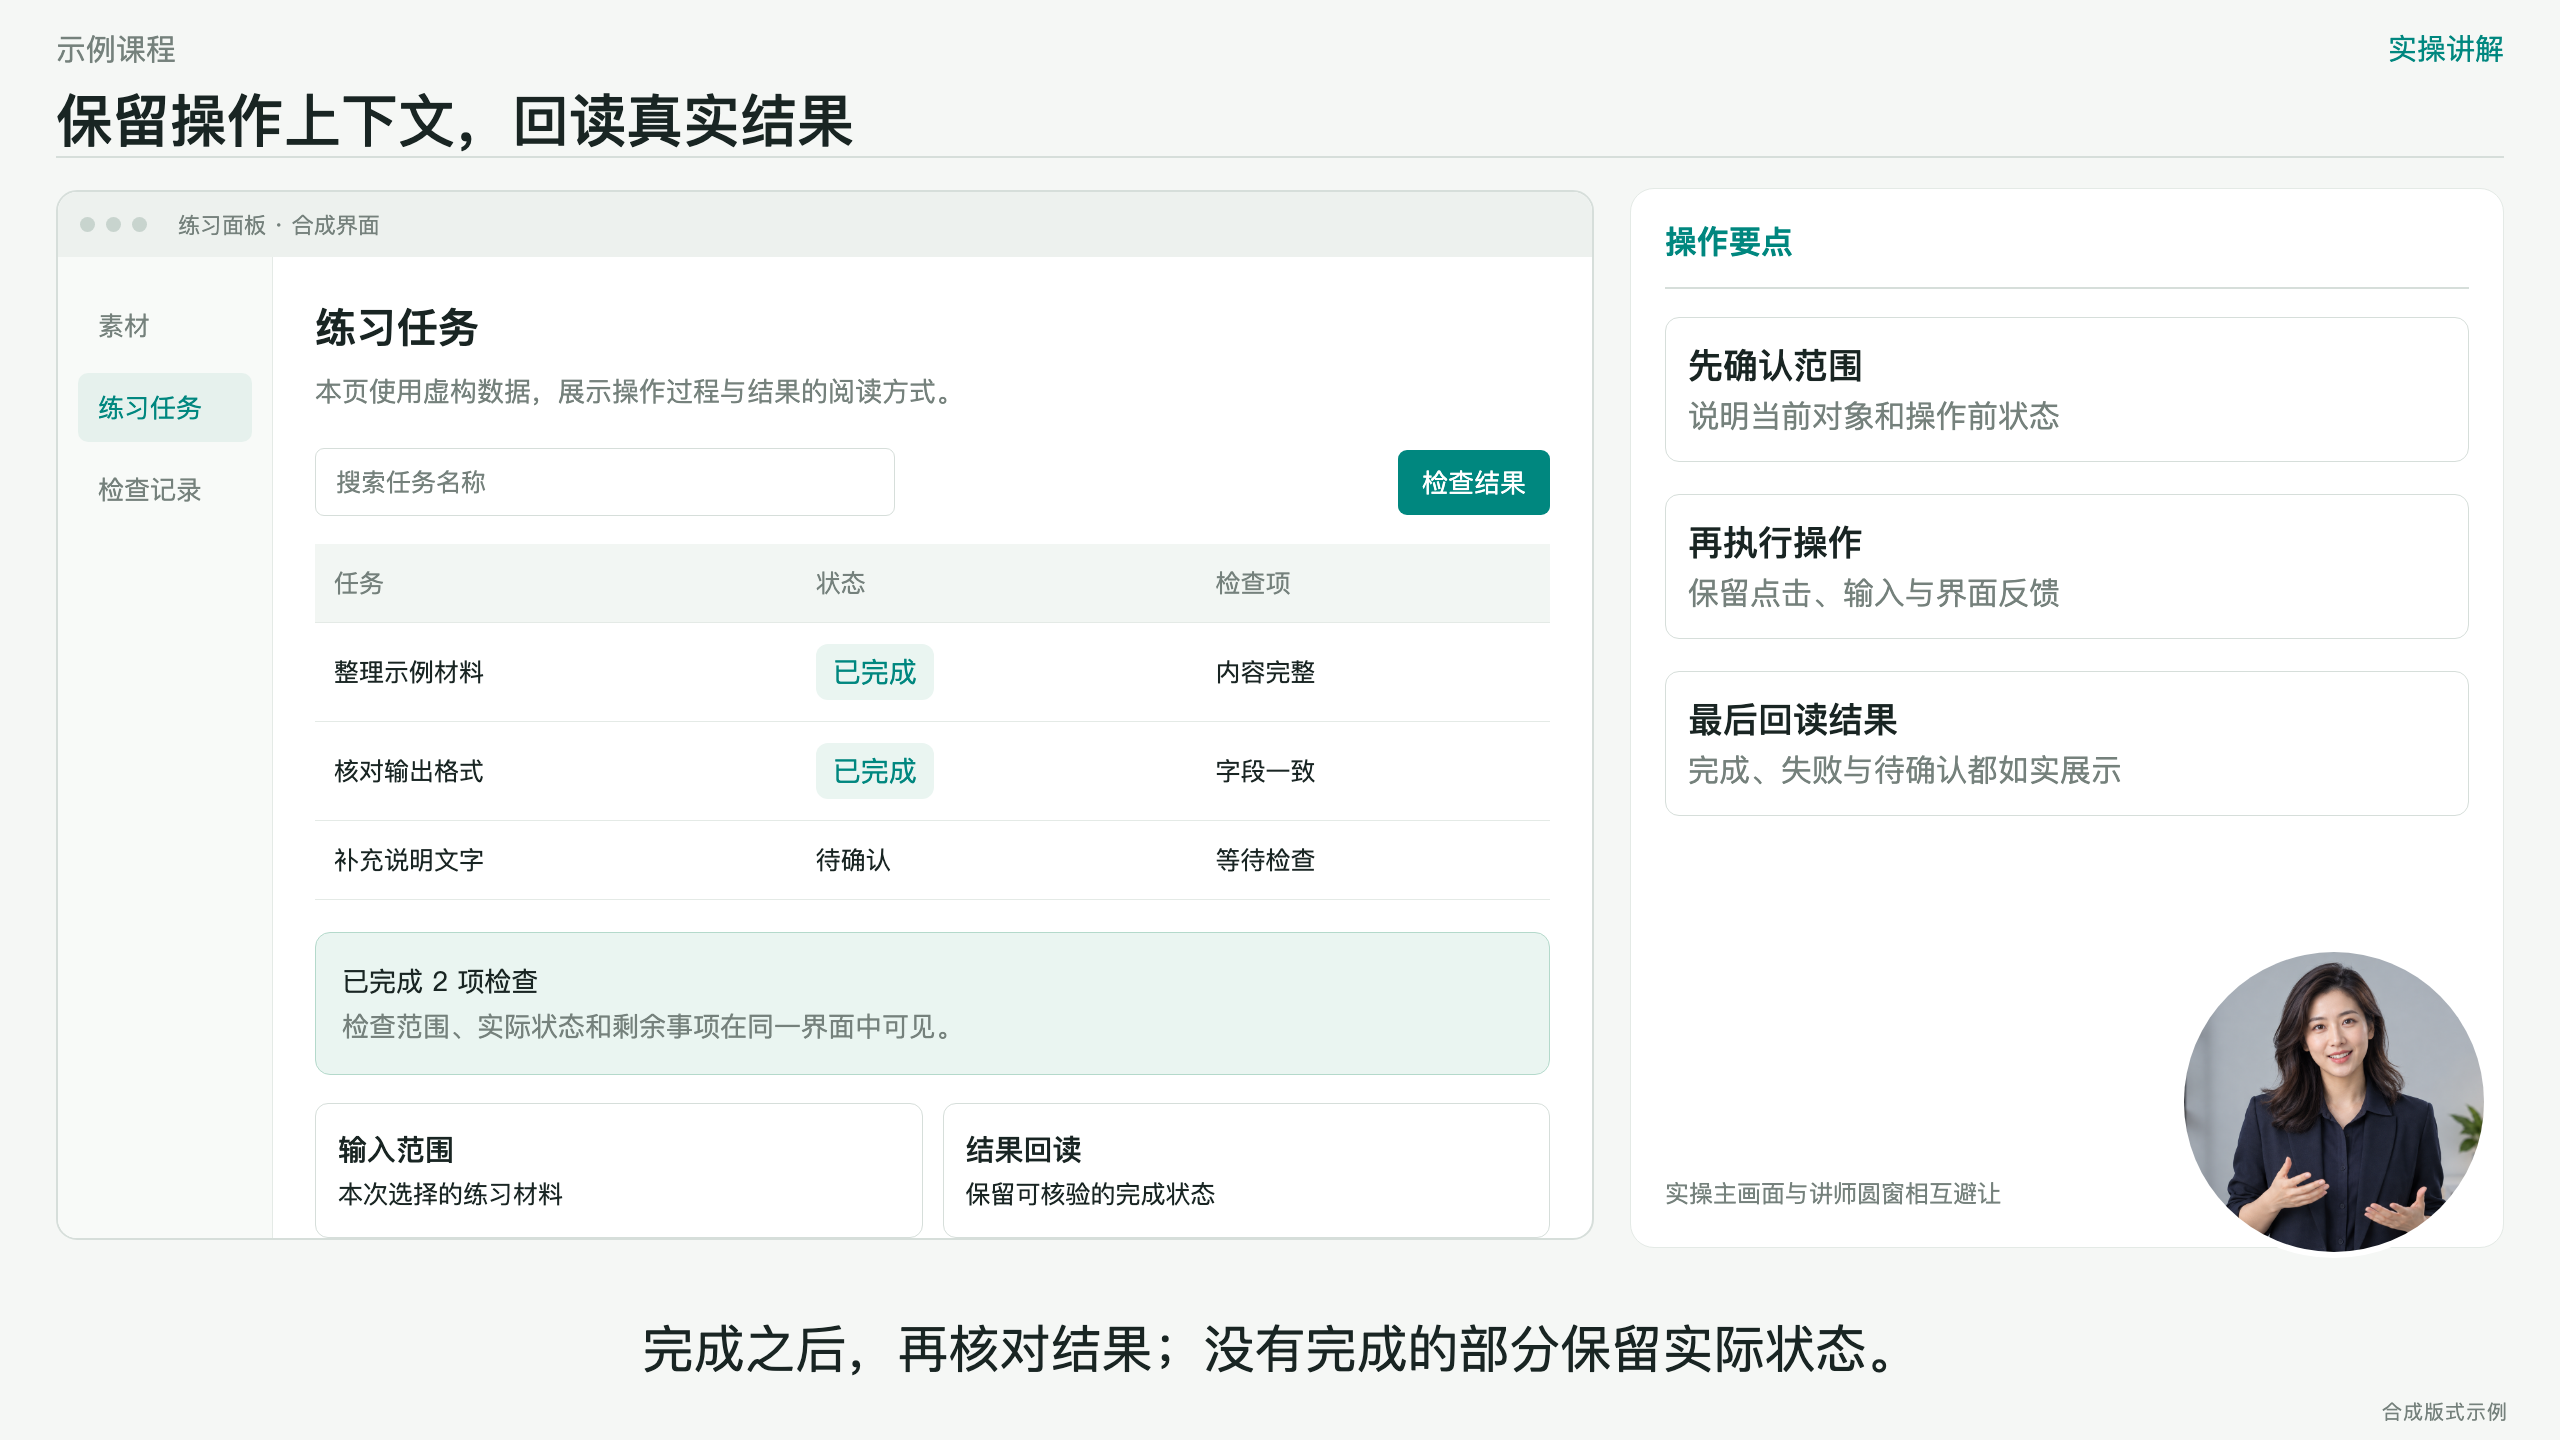 示例课程
实操讲解
保留操作上下文，回读真实结果
练习面板 · 合成界面
素材
练习任务
检查记录
练习任务
本页使用虚构数据，展示操作过程与结果的阅读方式。
搜索任务名称
检查结果
任务 状态 检查项
整理示例材料 已完成 内容完整
核对输出格式 已完成 字段一致
补充说明文字 待确认 等待检查
已完成 2 项检查
检查范围、实际状态和剩余事项在同一界面中可见。
输入范围
本次选择的练习材料
结果回读
保留可核验的完成状态
操作要点
先确认范围
说明当前对象和操作前状态
再执行操作
保留点击、输入与界面反馈
最后回读结果
完成、失败与待确认都如实展示
实操主画面与讲师圆窗相互避让
完成之后，再核对结果；没有完成的部分保留实际状态。
合成版式示例